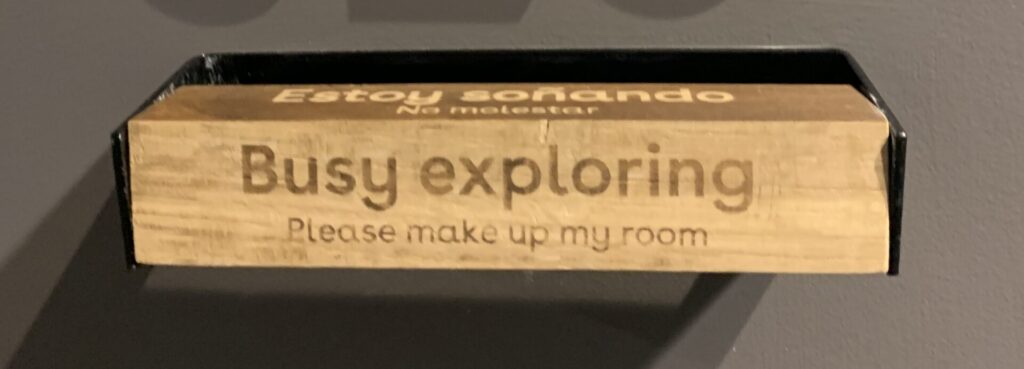 Estoy soñando
No molestar
Busy exploring
Please make up my room